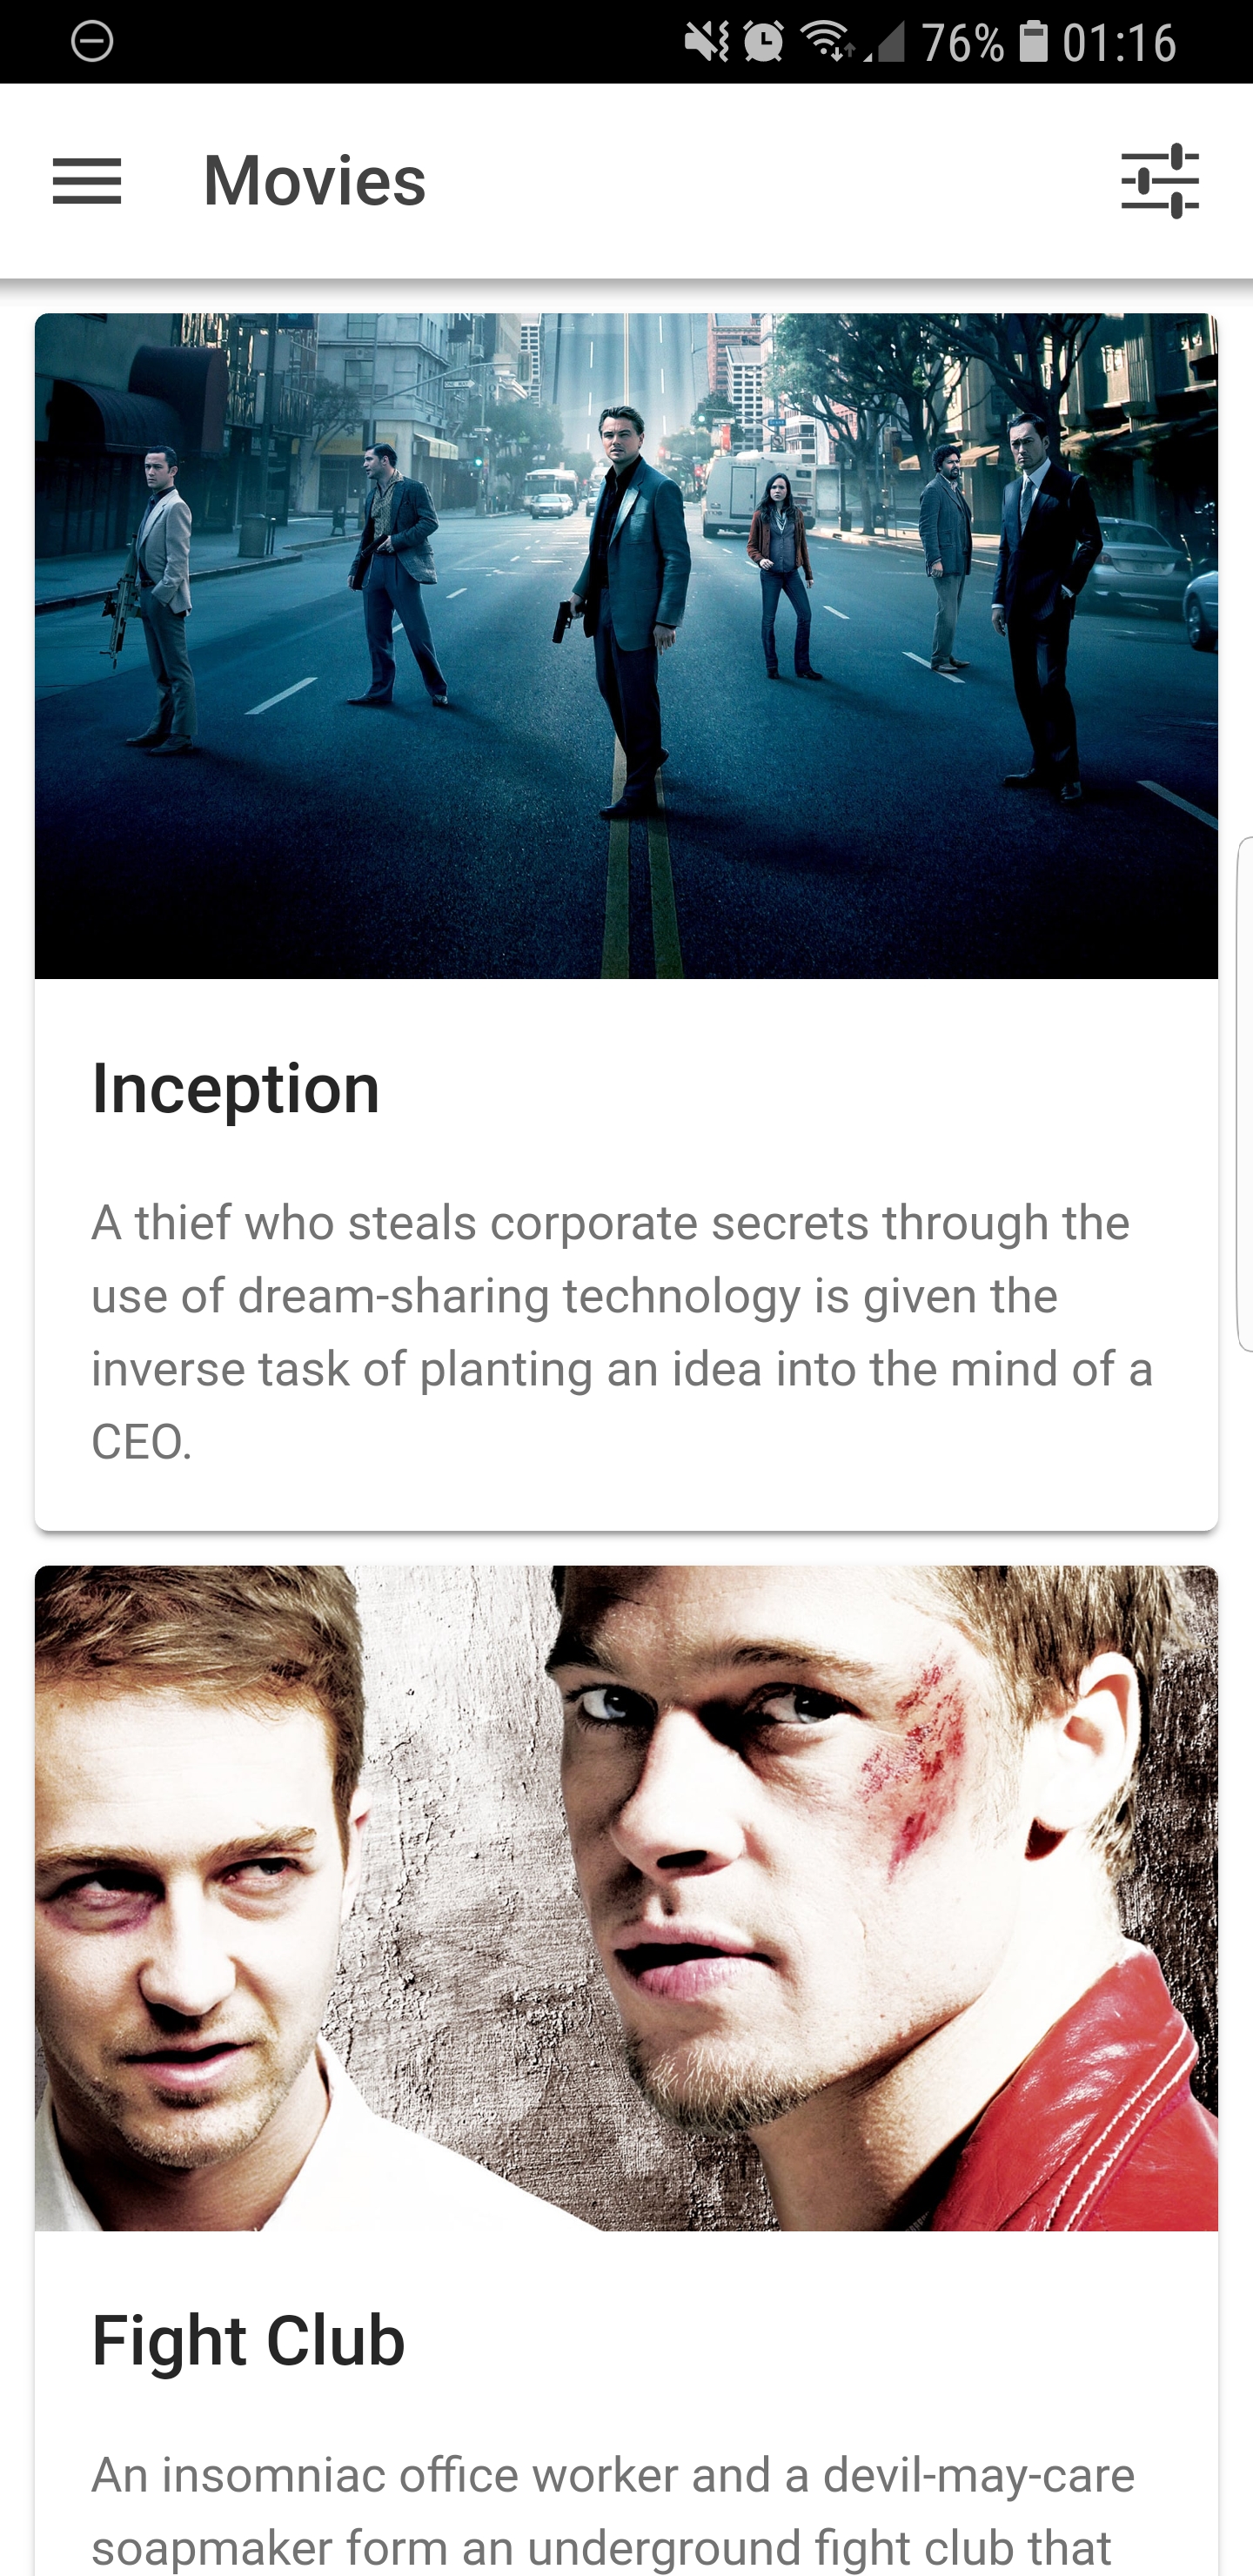 76% 01:16
Movies
Inception
A thief who steals corporate secrets through the
use of dream-sharing technology is given the
inverse task of planting an idea into the mind of a
CEO.
Fight Club
An insomniac office worker and a devil-may-care
soapmaker form an underground fight club that